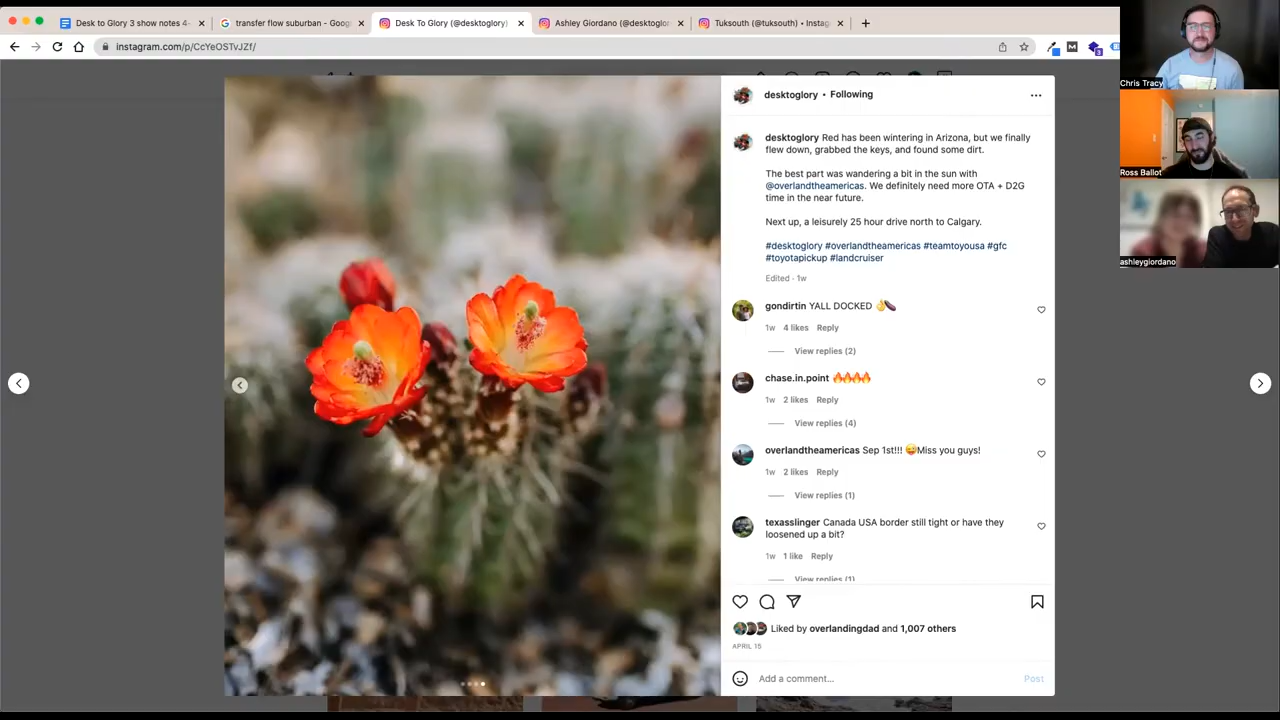 Desk to Glory 3 show notes 4-
transfer flow suburban - Goog
Desk To Glory (@desktoglory)
Ashley Giordano (@desktoglor
Tuksouth (@tuksouth) • Instag
instagram.com/p/CcYeOSTvJZf/
Chris Tracy
Ross Ballot
ashleygiordano
desktoglory • Following
desktoglory Red has been wintering in Arizona, but we finally
flew down, grabbed the keys, and found some dirt.
The best part was wandering a bit in the sun with
@overlandtheamericas. We definitely need more OTA + D2G
time in the near future.
Next up, a leisurely 25 hour drive north to Calgary.
#desktoglory #overlandtheamericas #teamtoyousa #gfc
#toyotapickup #landcruiser
Edited · 1w
gondirtin YALL DOCKED 👌🍆
1w 4 likes Reply
View replies (2)
chase.in.point 🔥🔥🔥🔥
1w 2 likes Reply
View replies (4)
overlandtheamericas Sep 1st!!! 😜Miss you guys!
1w 2 likes Reply
View replies (1)
texasslinger Canada USA border still tight or have they
loosened up a bit?
1w 1 like Reply
View replies (1)
Liked by overlandingdad and 1,007 others
APRIL 15
Add a comment...
Post